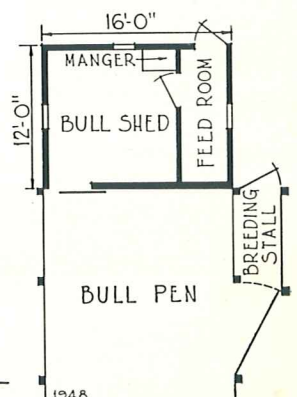 16'-0"
MANGER
12'-0"
BULL SHED
FEED ROOM
BREEDING
STALL
BULL PEN
1948